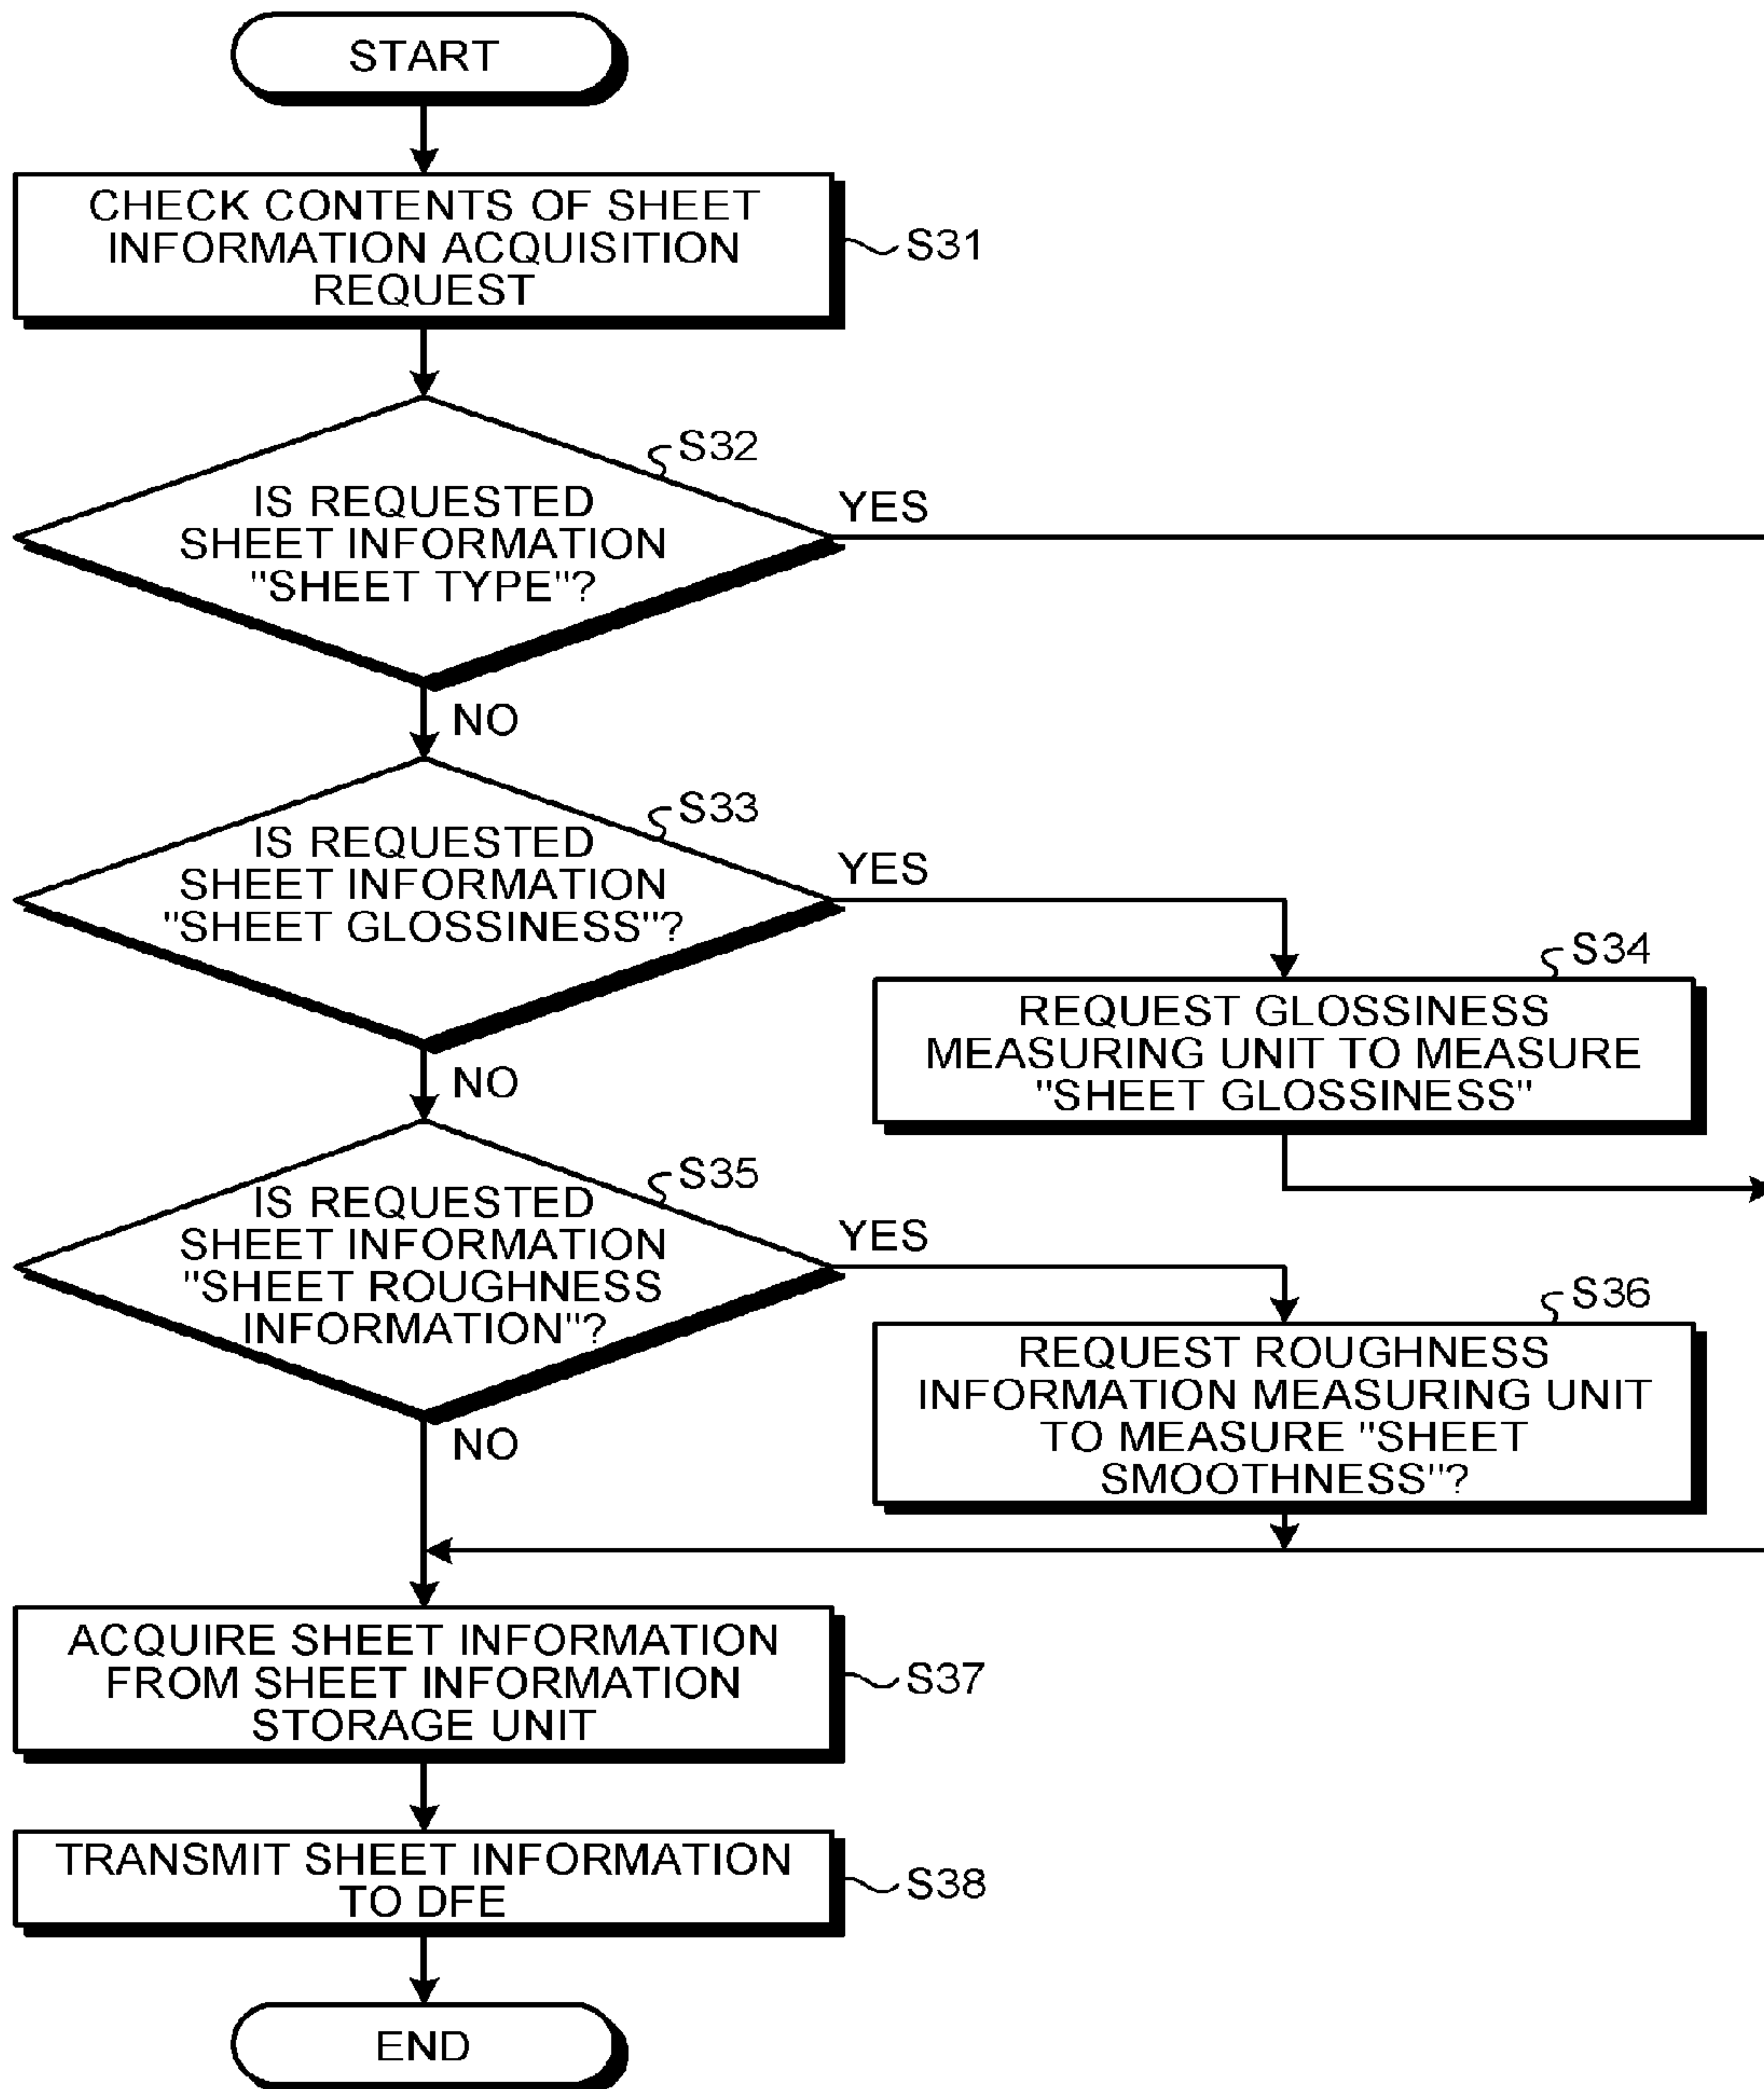 START
CHECK CONTENTS OF SHEET
INFORMATION ACQUISITION
REQUEST
S31
S32
IS REQUESTED
SHEET INFORMATION
"SHEET TYPE"?
YES
NO
S33
IS REQUESTED
SHEET INFORMATION
"SHEET GLOSSINESS"?
YES
NO
S34
REQUEST GLOSSINESS
MEASURING UNIT TO MEASURE
"SHEET GLOSSINESS"
S35
IS REQUESTED
SHEET INFORMATION
"SHEET ROUGHNESS
INFORMATION"?
YES
NO
S36
REQUEST ROUGHNESS
INFORMATION MEASURING UNIT
TO MEASURE "SHEET
SMOOTHNESS"?
ACQUIRE SHEET INFORMATION
FROM SHEET INFORMATION
STORAGE UNIT
S37
TRANSMIT SHEET INFORMATION
TO DFE
S38
END